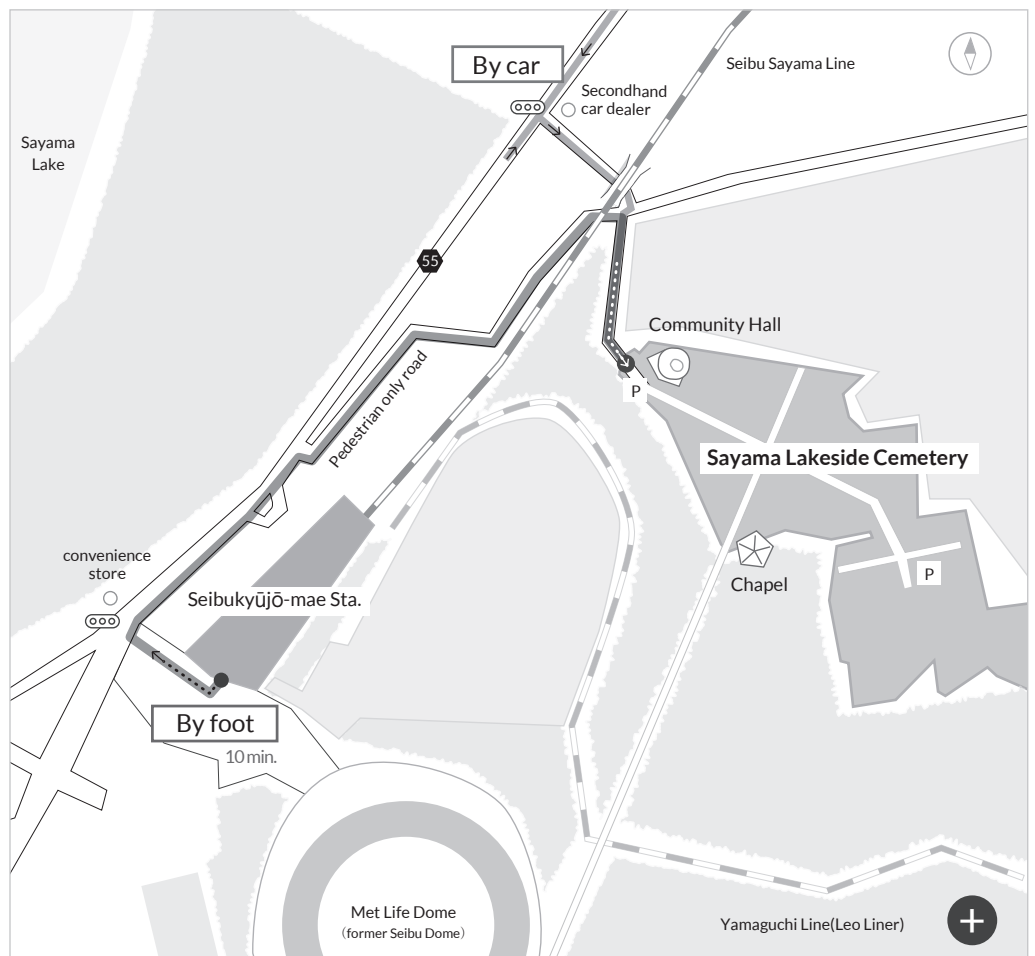 By car
Seibu Sayama Line
Secondhand
car dealer
Sayama
Lake
55
Community Hall
P
Pedestrian only road
Sayama Lakeside Cemetery
convenience
store
Chapel
P
Seibukyūjō-mae Sta.
By foot
10 min.
Met Life Dome
(former Seibu Dome)
Yamaguchi Line(Leo Liner)